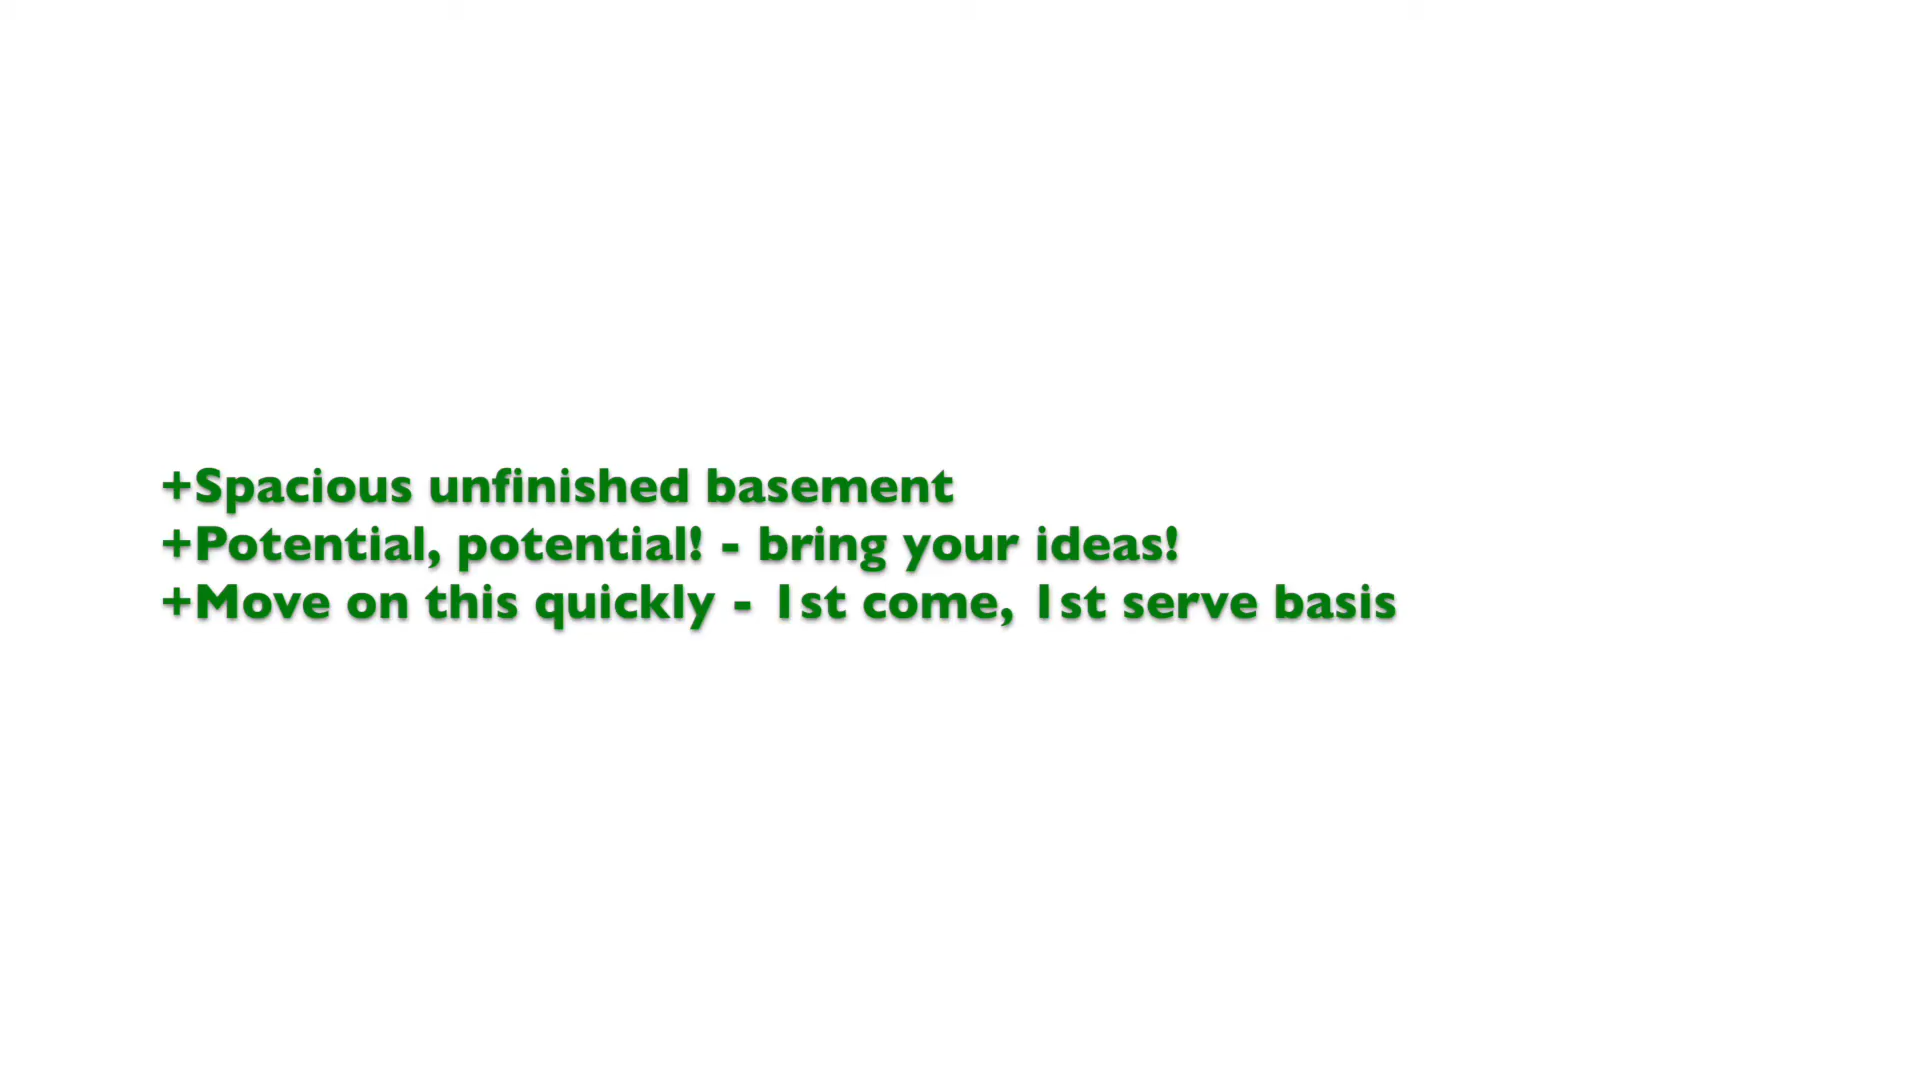 +Spacious unfinished basement
+Potential, potential! - bring your ideas!
+Move on this quickly - 1st come, 1st serve basis